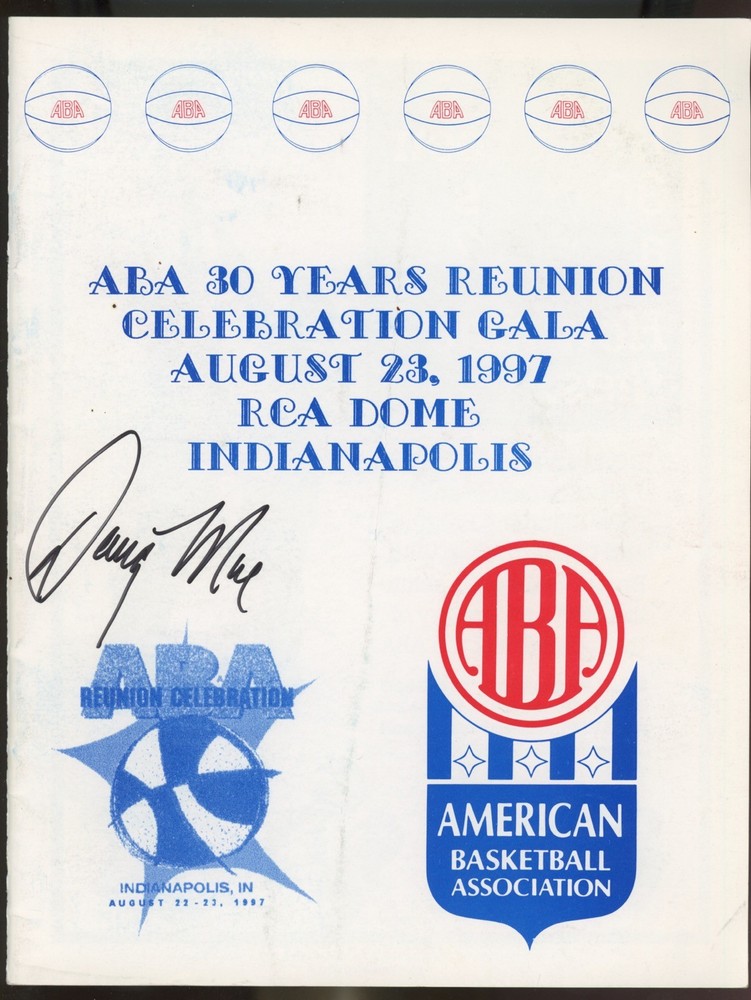 ABA ABA ABA ABA ABA ABA
ABA 30 YEARS REUNION
CELEBRATION GALA
AUGUST 23, 1997
RCA DOME
INDIANAPOLIS
ABA
REUNION CELEBRATION
INDIANAPOLIS, IN
AUGUST 22-23, 1997
ABA
AMERICAN
BASKETBALL
ASSOCIATION